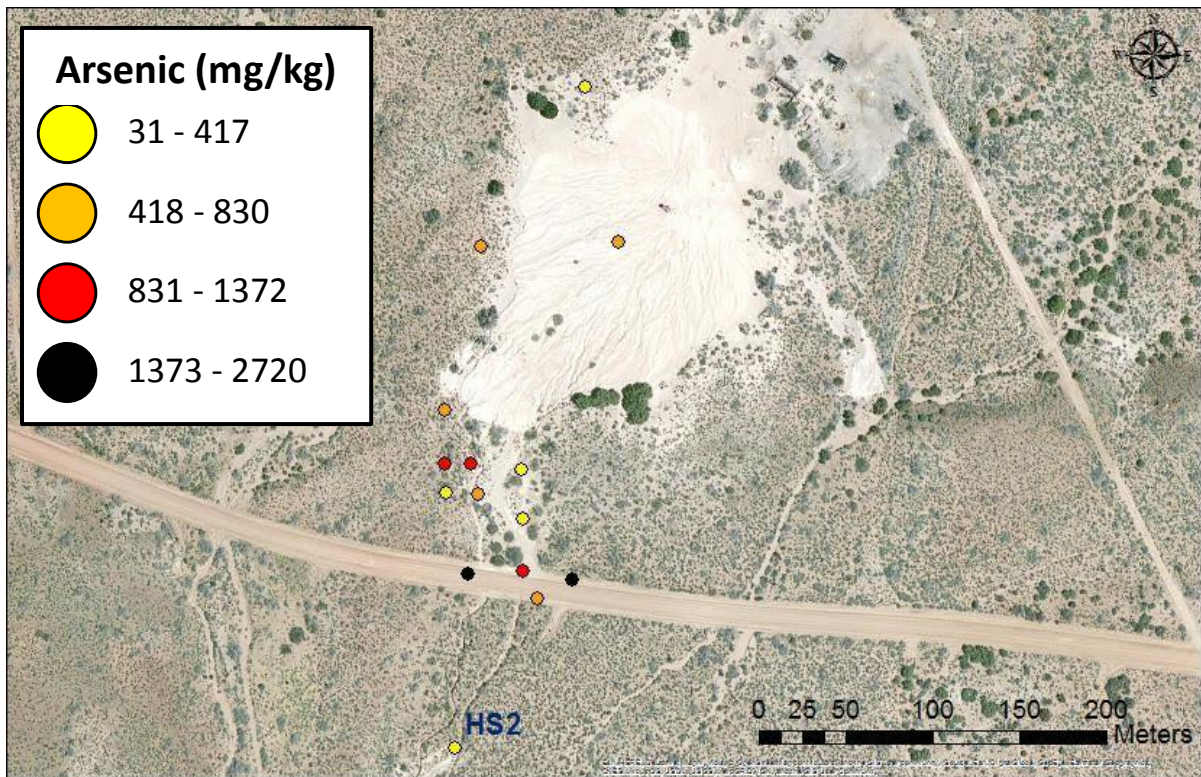 Arsenic (mg/kg)
31 - 417
418 - 830
831 - 1372
1373 - 2720
N
W
E
S
HS2
0 25 50 100 150 200
Meters